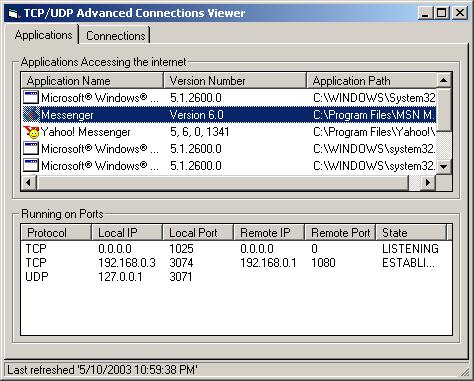 TCP/UDP Advanced Connections Viewer
Applications Connections
Applications Accessing the internet
Application Name Version Number Application Path
Microsoft® Windows® ... 5.1.2600.0 C:\WINDOWS\System32
Messenger Version 6.0 C:\Program Files\MSN M
Yahoo! Messenger 5, 6, 0, 1341 C:\Program Files\Yahoo!\
Microsoft® Windows® ... 5.1.2600.0 C:\WINDOWS\system32
Microsoft® Windows® ... 5.1.2600.0 C:\WINDOWS\system32
Running on Ports
Protocol Local IP Local Port Remote IP Remote Port State
TCP 0.0.0.0 1025 0.0.0.0 0 LISTENING
TCP 192.168.0.3 3074 192.168.0.1 1080 ESTABLI...
UDP 127.0.0.1 3071
Last refreshed '5/10/2003 10:59:38 PM'